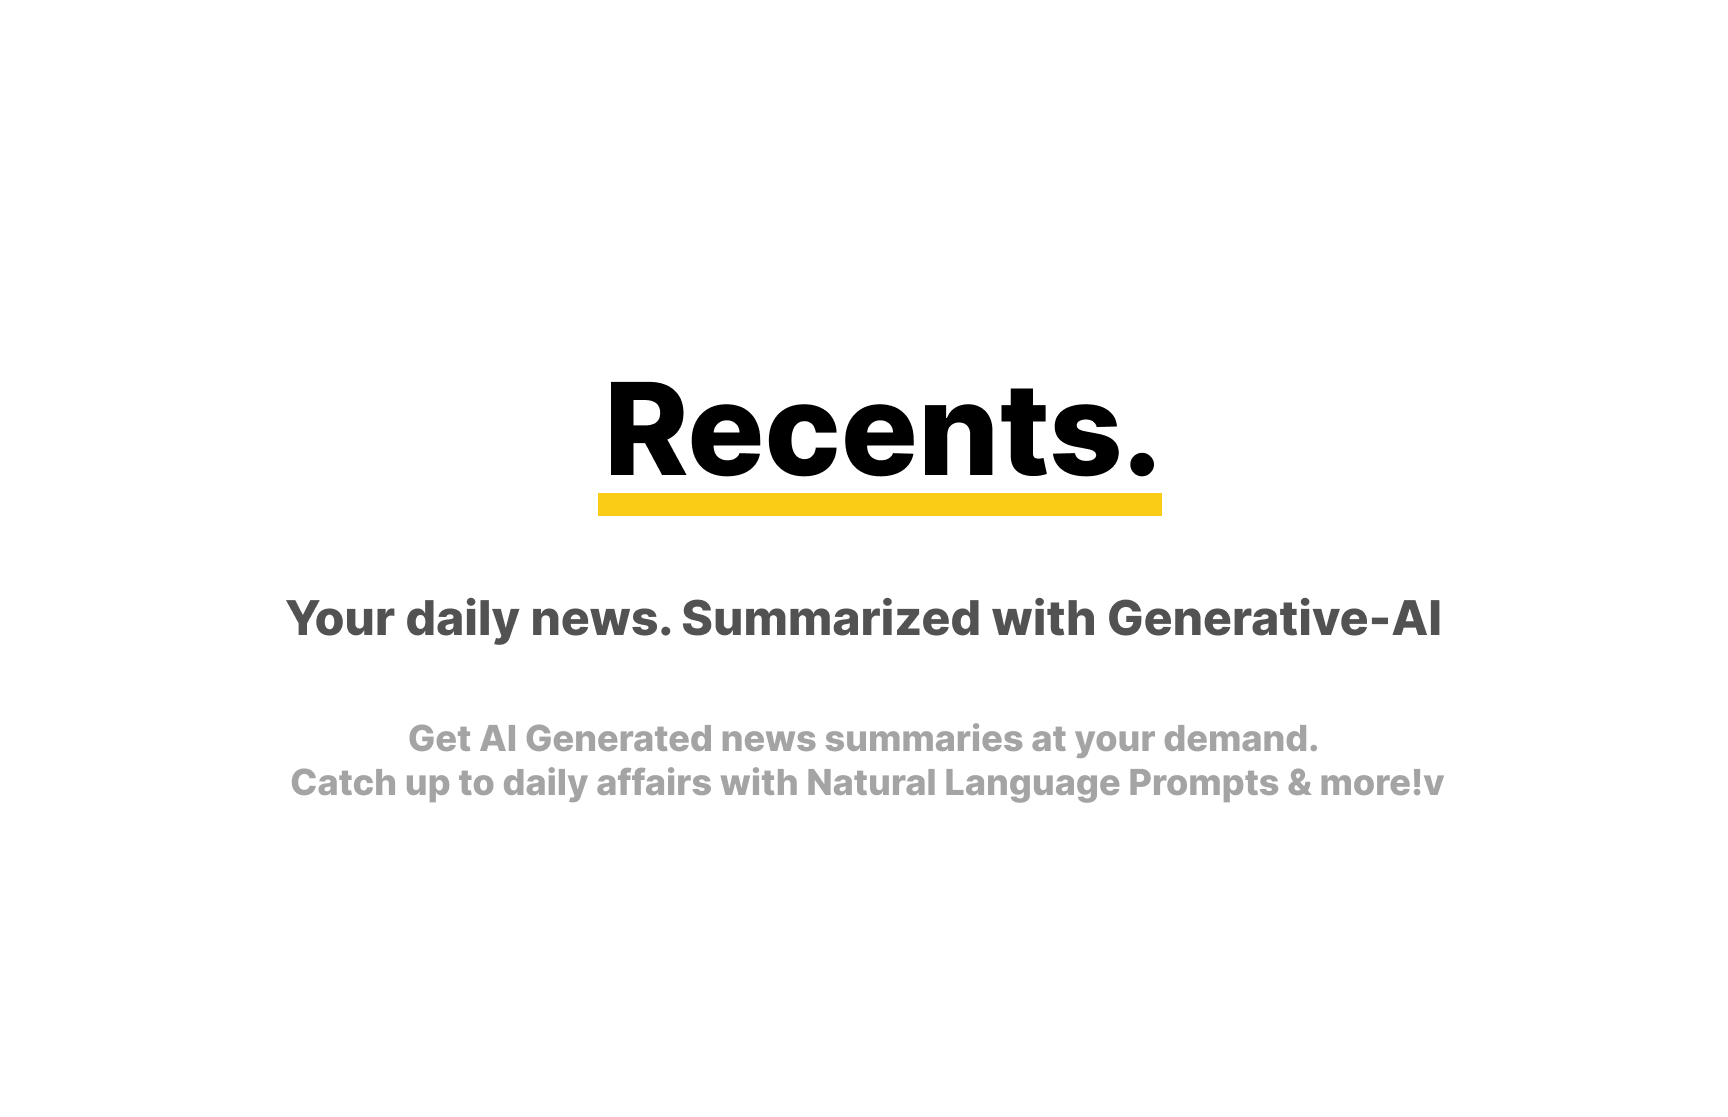 Recents.
Your daily news. Summarized with Generative-AI
Get AI Generated news summaries at your demand.
Catch up to daily affairs with Natural Language Prompts & more!v